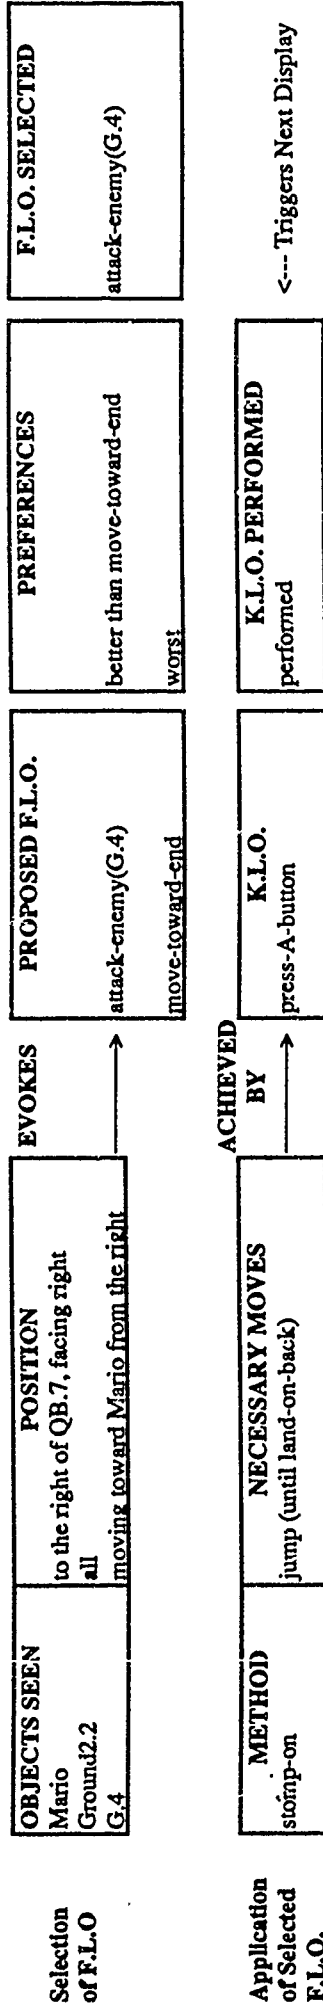 Selection
of F.L.O
OBJECTS SEEN
Mario
Ground2.2
G.4
POSITION
to the right of QB.7, facing right
all
moving toward Mario from the right
EVOKES
PROPOSED F.L.O.
attack-enemy(G.4)
move-toward-end
PREFERENCES
better than move-toward-end
worst
F.L.O. SELECTED
attack-enemy(G.4)
Application
of Selected
F.L.O.
METHOD
stomp-on
NECESSARY MOVES
jump (until land-on-back)
ACHIEVED
BY
K.L.O.
press-A-button
K.L.O. PERFORMED
performed
<--- Triggers Next Display